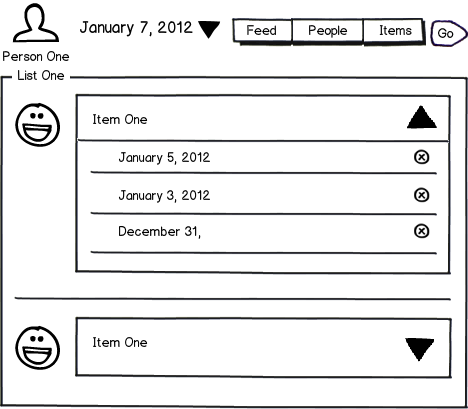 January 7, 2012
Feed
People
Items
Go
Person One
List One
Item One
January 5, 2012
January 3, 2012
December 31,
Item One